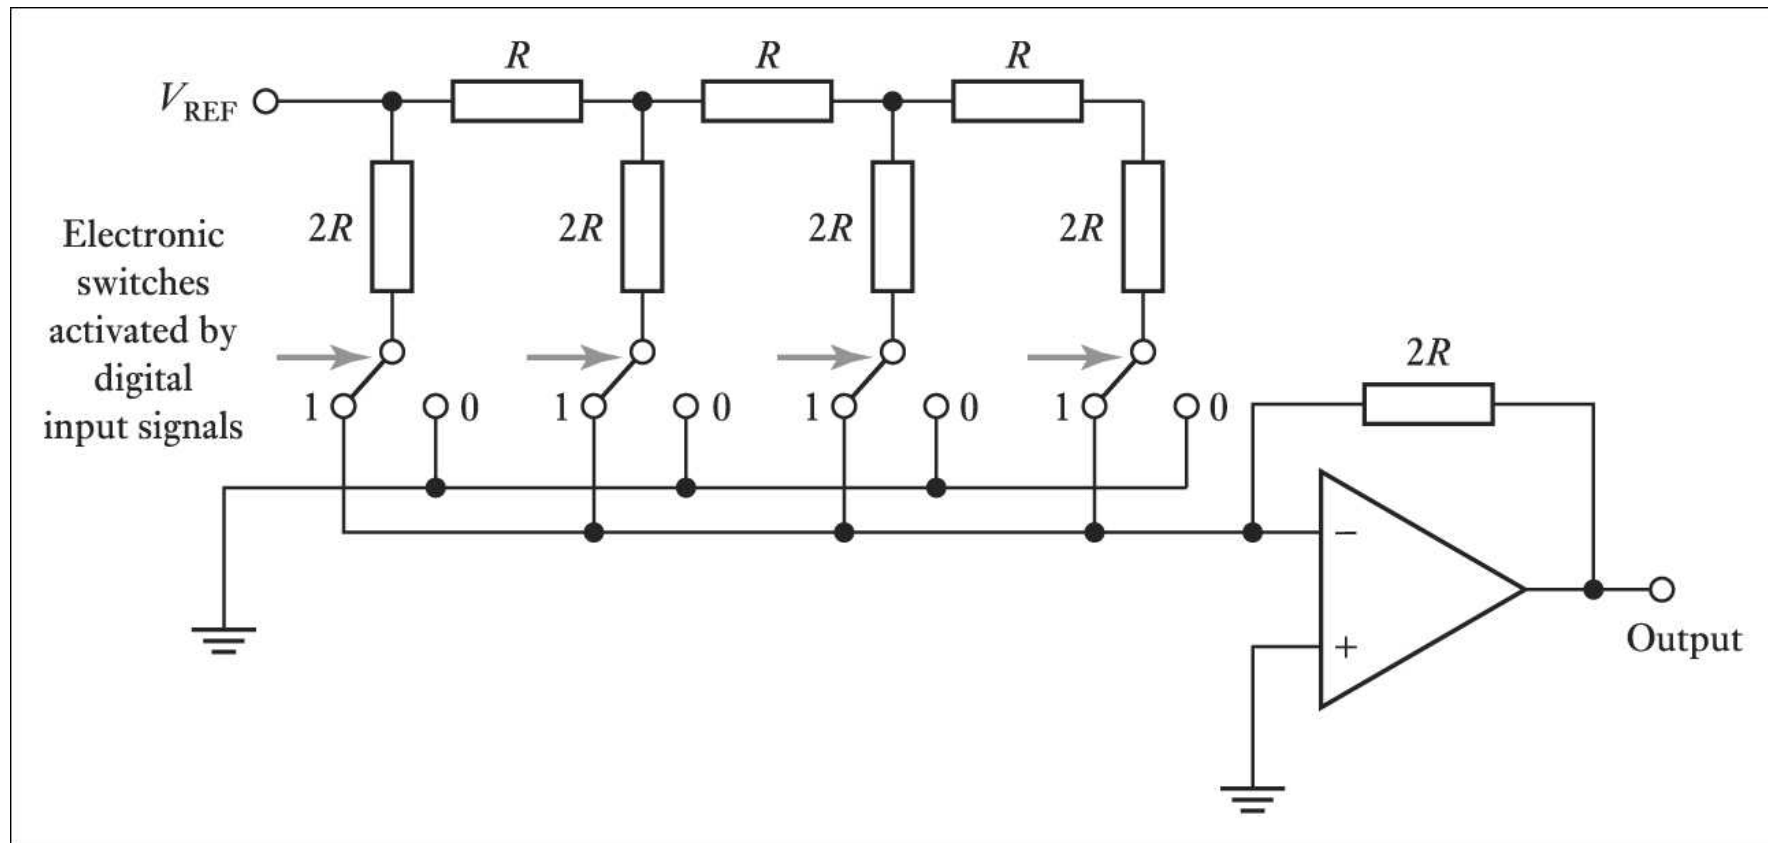 R
R
R
V_REF
2R
2R
2R
2R
Electronic
switches
activated by
digital
input signals
1
0
1
0
1
0
1
0
2R
−
+
Output